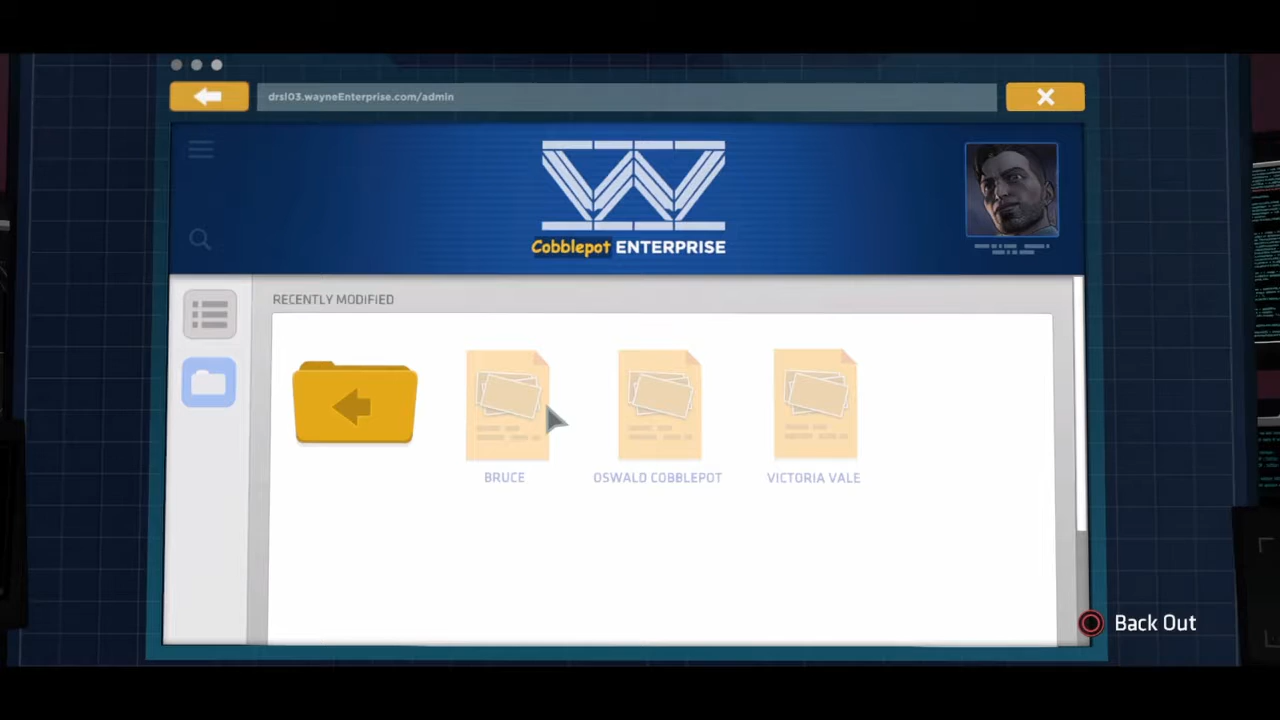 drsl03.wayneEnterprise.com/admin
Cobblepot ENTERPRISE
RECENTLY MODIFIED
BRUCE
OSWALD COBBLEPOT
VICTORIA VALE
Back Out